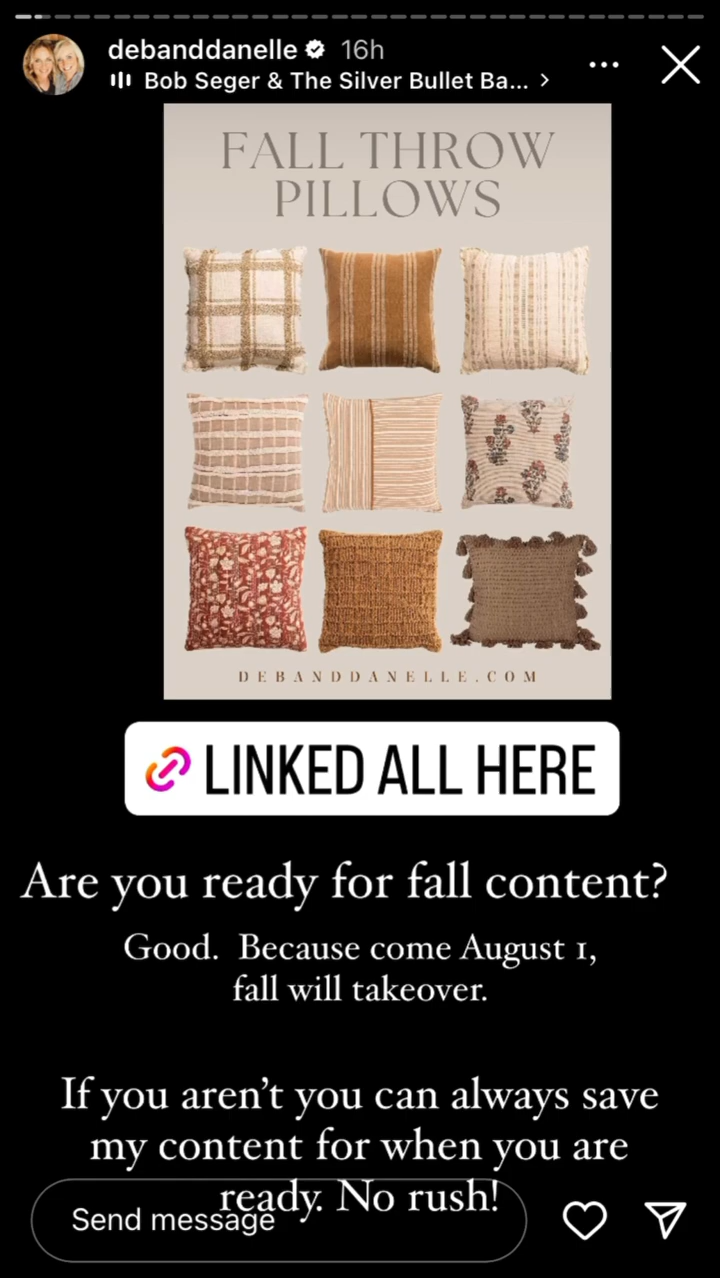 debanddanelle 16h
Bob Seger & The Silver Bullet Ba... >
FALL THROW
PILLOWS
DEBANDDANELLE.COM
LINKED ALL HERE
Are you ready for fall content?
Good. Because come August 1,
fall will takeover.
If you aren't you can always save
my content for when you are
ready. No rush!
Send message